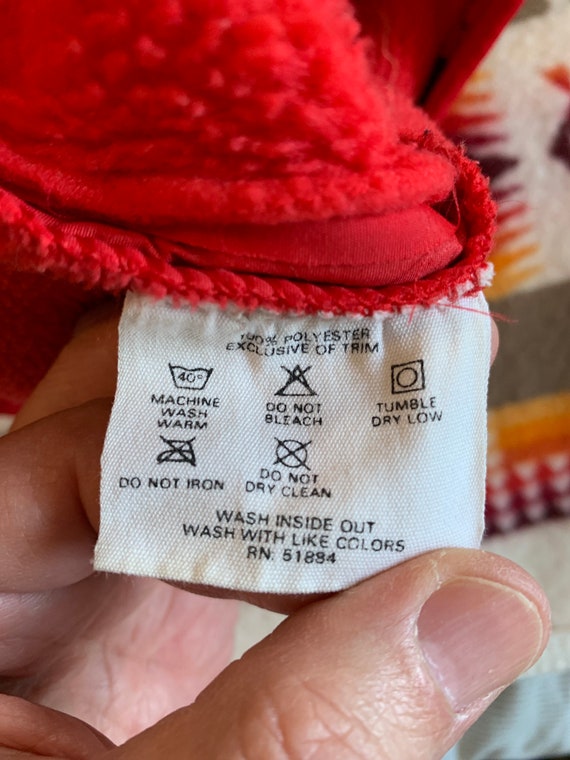 100% POLYESTER
EXCLUSIVE OF TRIM
40°
MACHINE
WASH
WARM
DO NOT
BLEACH
TUMBLE
DRY LOW
DO NOT IRON
DO NOT
DRY CLEAN
WASH INSIDE OUT
WASH WITH LIKE COLORS
RN: 51884